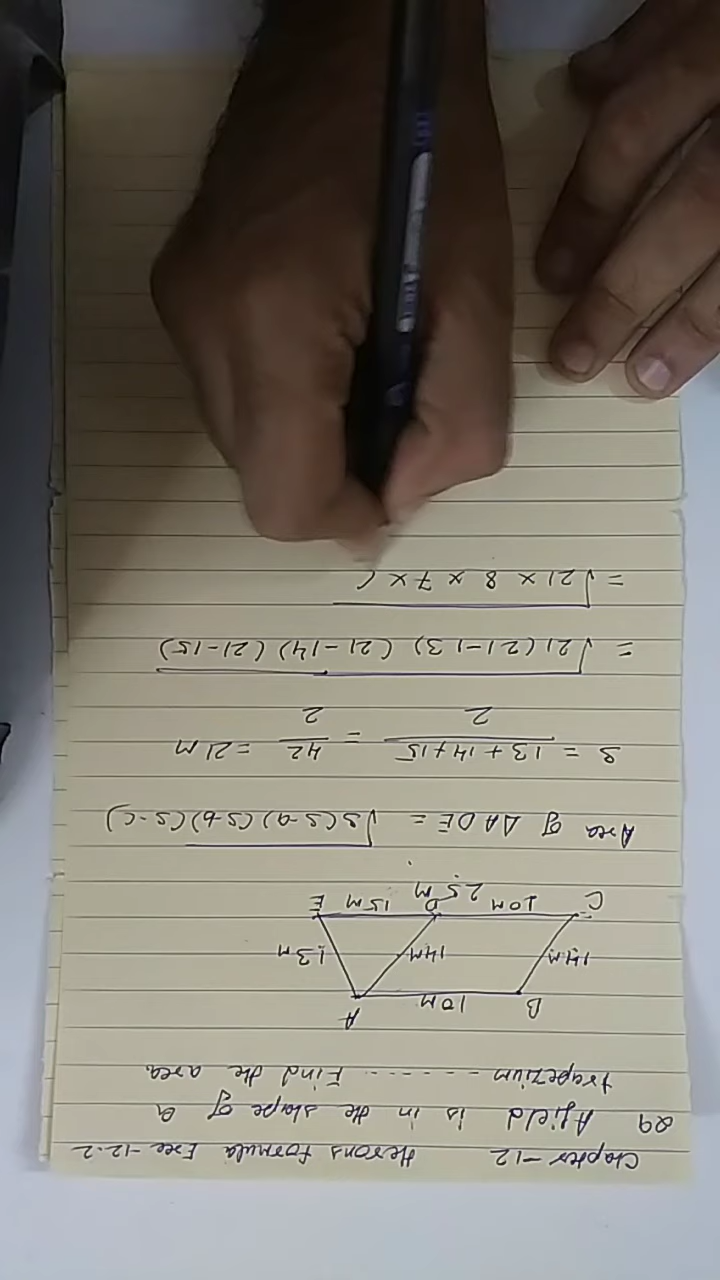 Chapter-12 Herons formula Exe-12.2
Q9 A field is in the shape of a
trapezium ------- Find the area
A
10M
B
13M
14M
14M
E
15M
D
10M
C
25M
Area of ΔADE = √s(s-a)(s-b)(s-c)
S = 13+14+15/2 = 42/2 = 21M
= √21(21-13)(21-14)(21-15)
= √21 × 8 × 7 × (